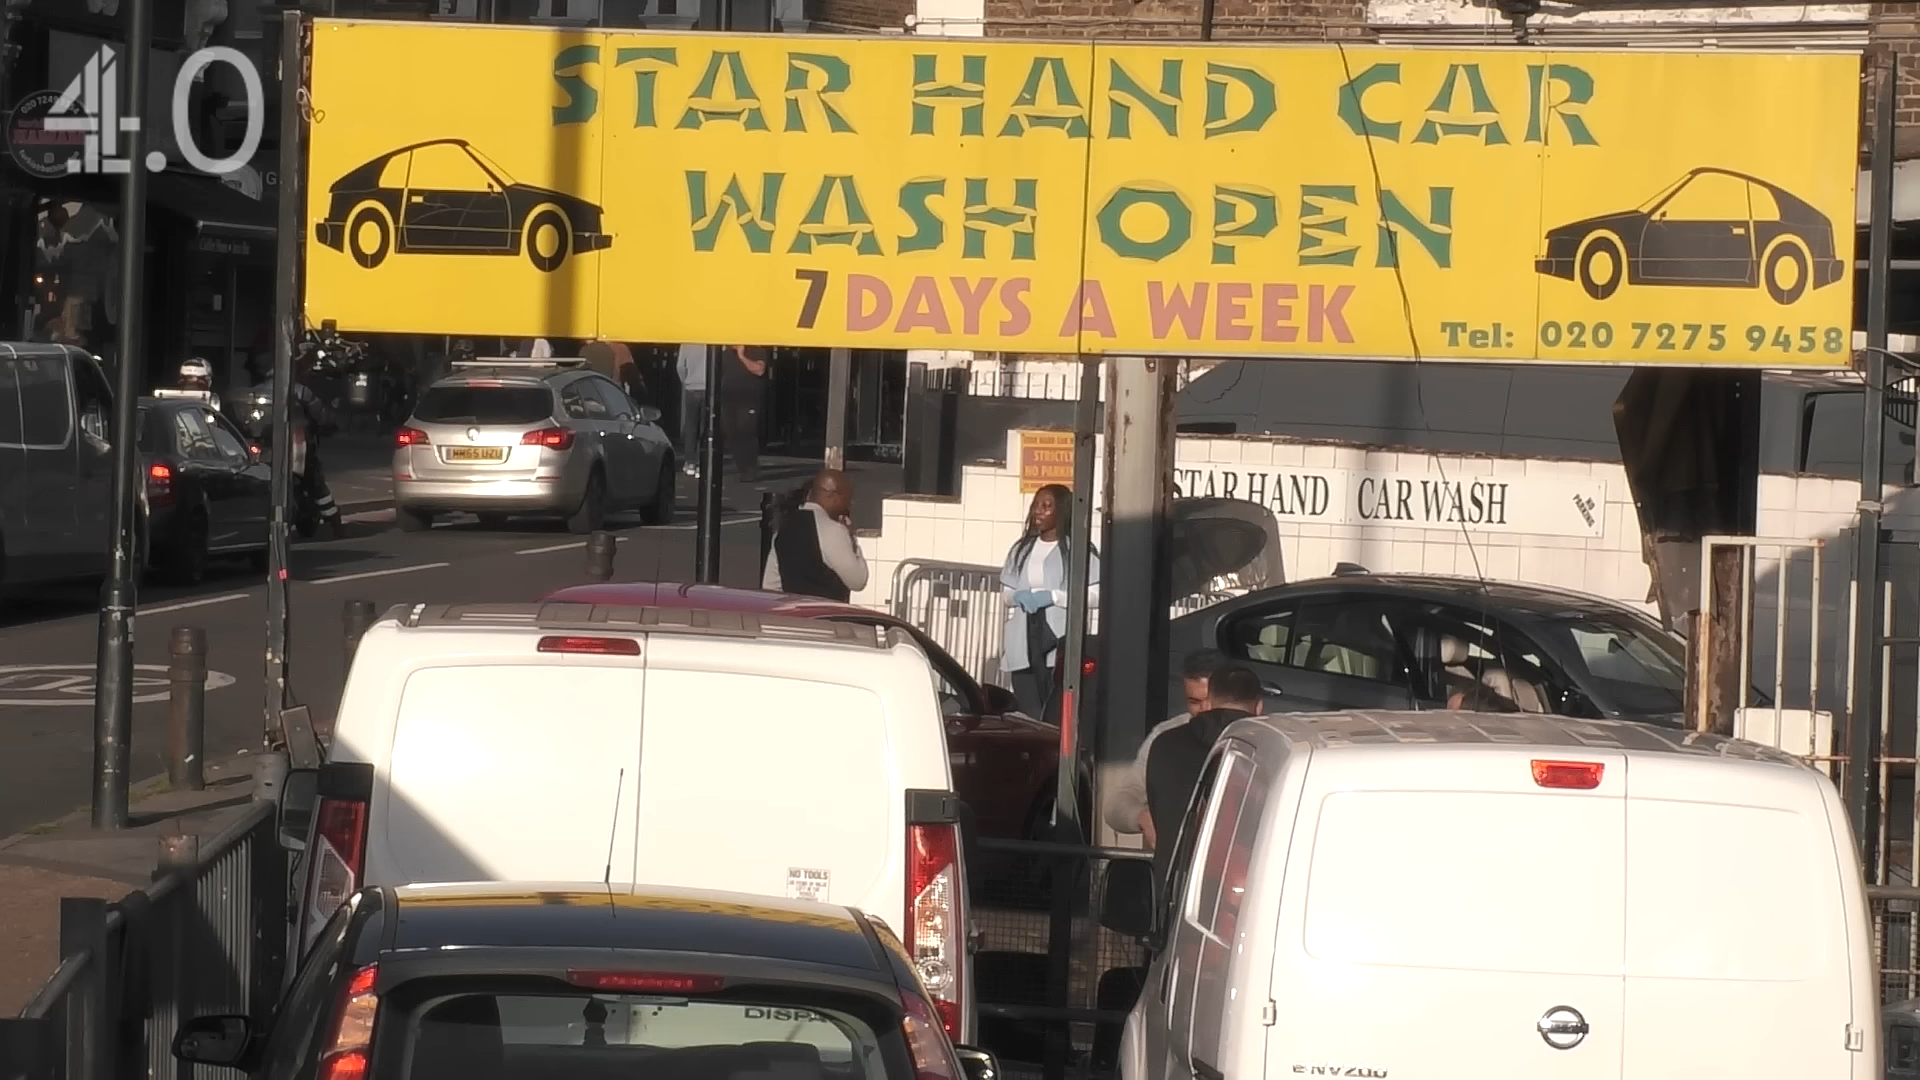 4.0
STAR HAND CAR
WASH OPEN
7 DAYS A WEEK
Tel: 020 7275 9458
STRICTLY
NO PARKING
STAR HAND CAR WASH
NO
PARKING
NO TOOLS